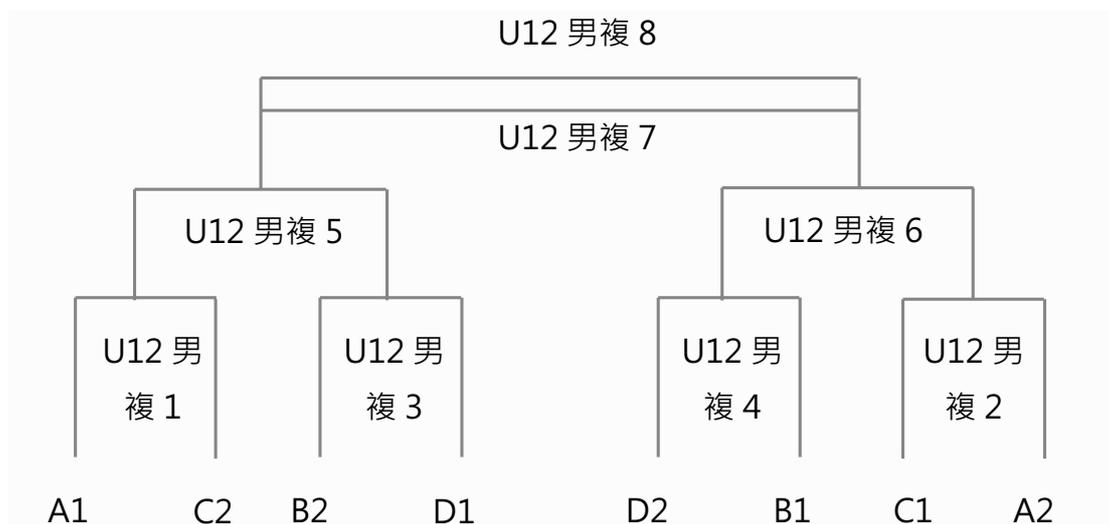 U12 男複 8
U12 男複 7
U12 男複 5
U12 男複 6
U12 男
複 1
U12 男
複 3
U12 男
複 4
U12 男
複 2
A1 C2 B2 D1 D2 B1 C1 A2